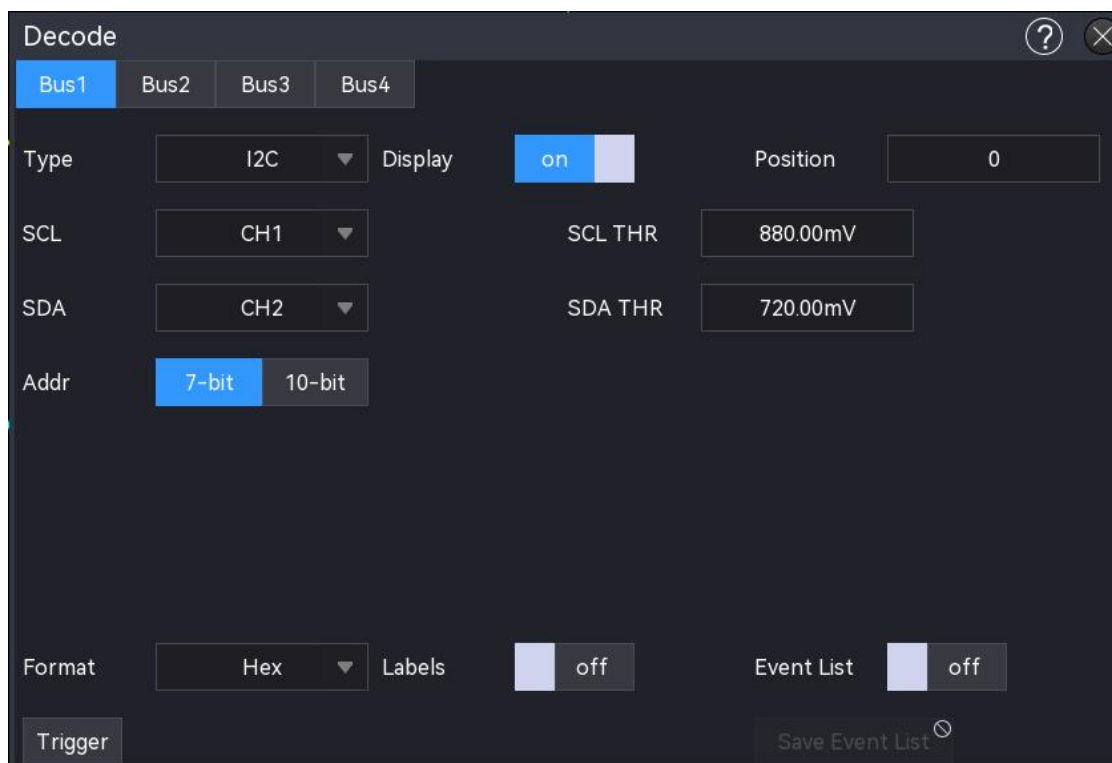 Decode ?
Bus1 Bus2 Bus3 Bus4
Type I2C Display on Position 0
SCL CH1 SCL THR 880.00mV
SDA CH2 SDA THR 720.00mV
Addr 7-bit 10-bit
Format Hex Labels off Event List off
Trigger Save Event List